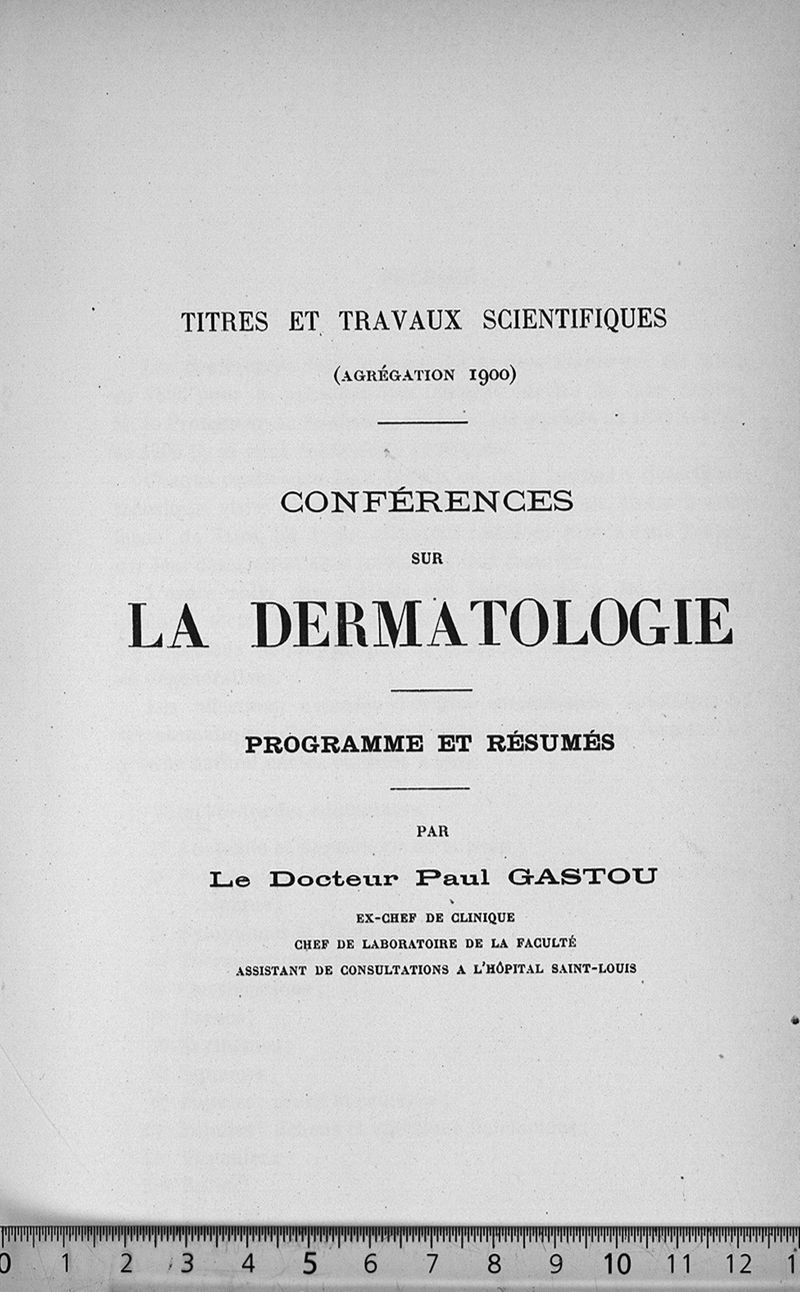 TITRES ET TRAVAUX SCIENTIFIQUES
(AGRÉGATION 1900)
CONFÉRENCES
SUR
LA DERMATOLOGIE
PROGRAMME ET RÉSUMÉS
PAR
Le Docteur Paul GASTOU
EX-CHEF DE CLINIQUE
CHEF DE LABORATOIRE DE LA FACULTÉ
ASSISTANT DE CONSULTATIONS A L'HÔPITAL SAINT-LOUIS
0 1 2 3 4 5 6 7 8 9 10 11 12